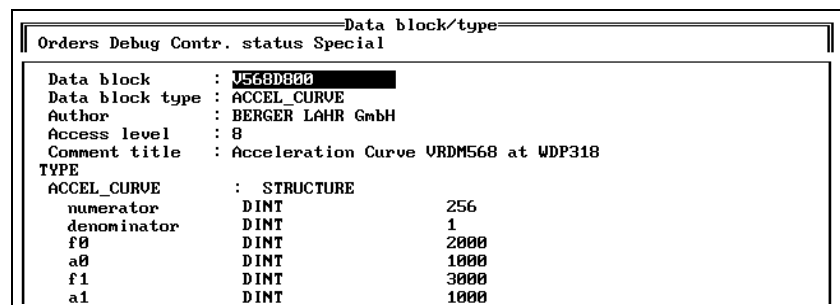 Data block/type
Orders Debug Contr. status Special
Data block : V568D800
Data block type : ACCEL_CURVE
Author : BERGER LAHR GmbH
Access level : 8
Comment title : Acceleration Curve VRDM568 at WDP318
TYPE
ACCEL_CURVE : STRUCTURE
numerator DINT 256
denominator DINT 1
f0 DINT 2000
a0 DINT 1000
f1 DINT 3000
a1 DINT 1000